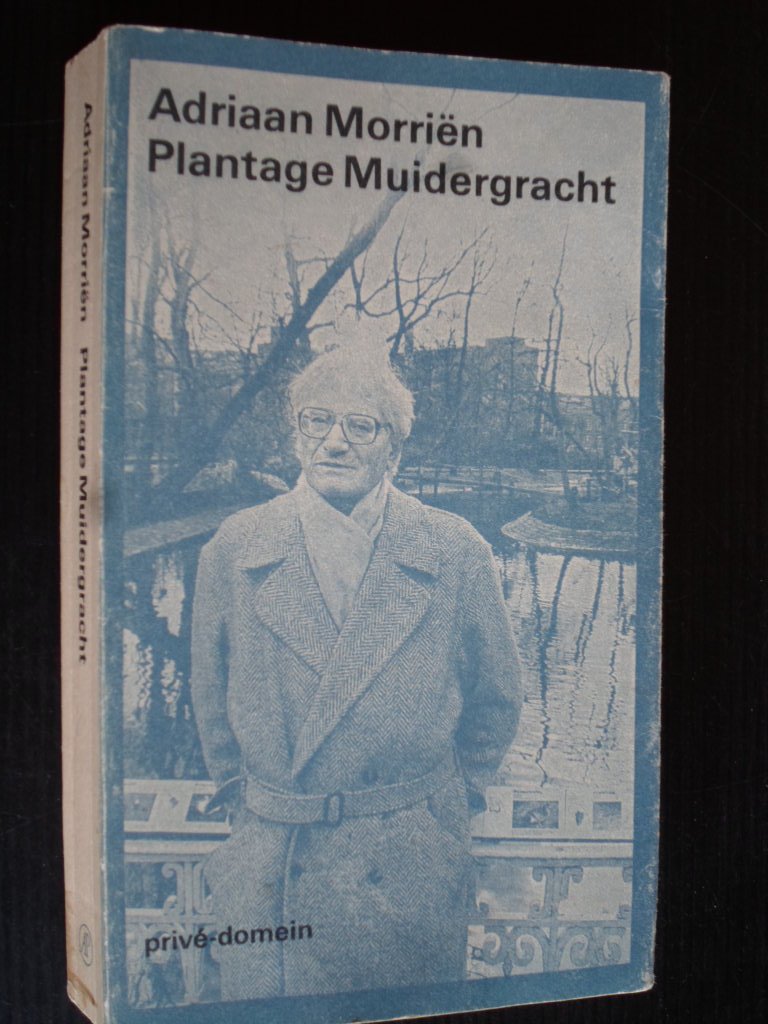 Adriaan Morriën
Plantage Muidergracht
privé-domein
Adriaan Morriën Plantage Muidergracht